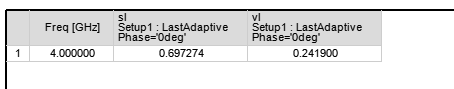 Freq [GHz] sI vI
Setup1 : LastAdaptive Setup1 : LastAdaptive
Phase='0deg' Phase='0deg'
1 4.000000 0.697274 0.241900